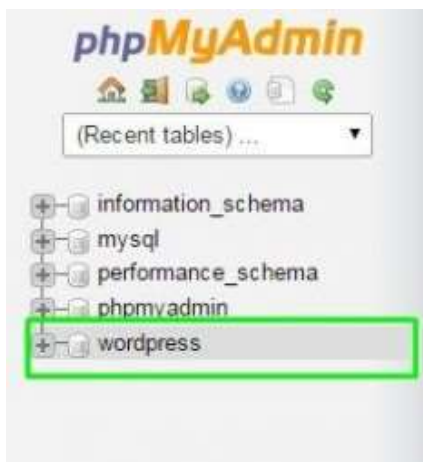 phpMyAdmin
(Recent tables) ...
information_schema
mysql
performance_schema
phpmyadmin
wordpress